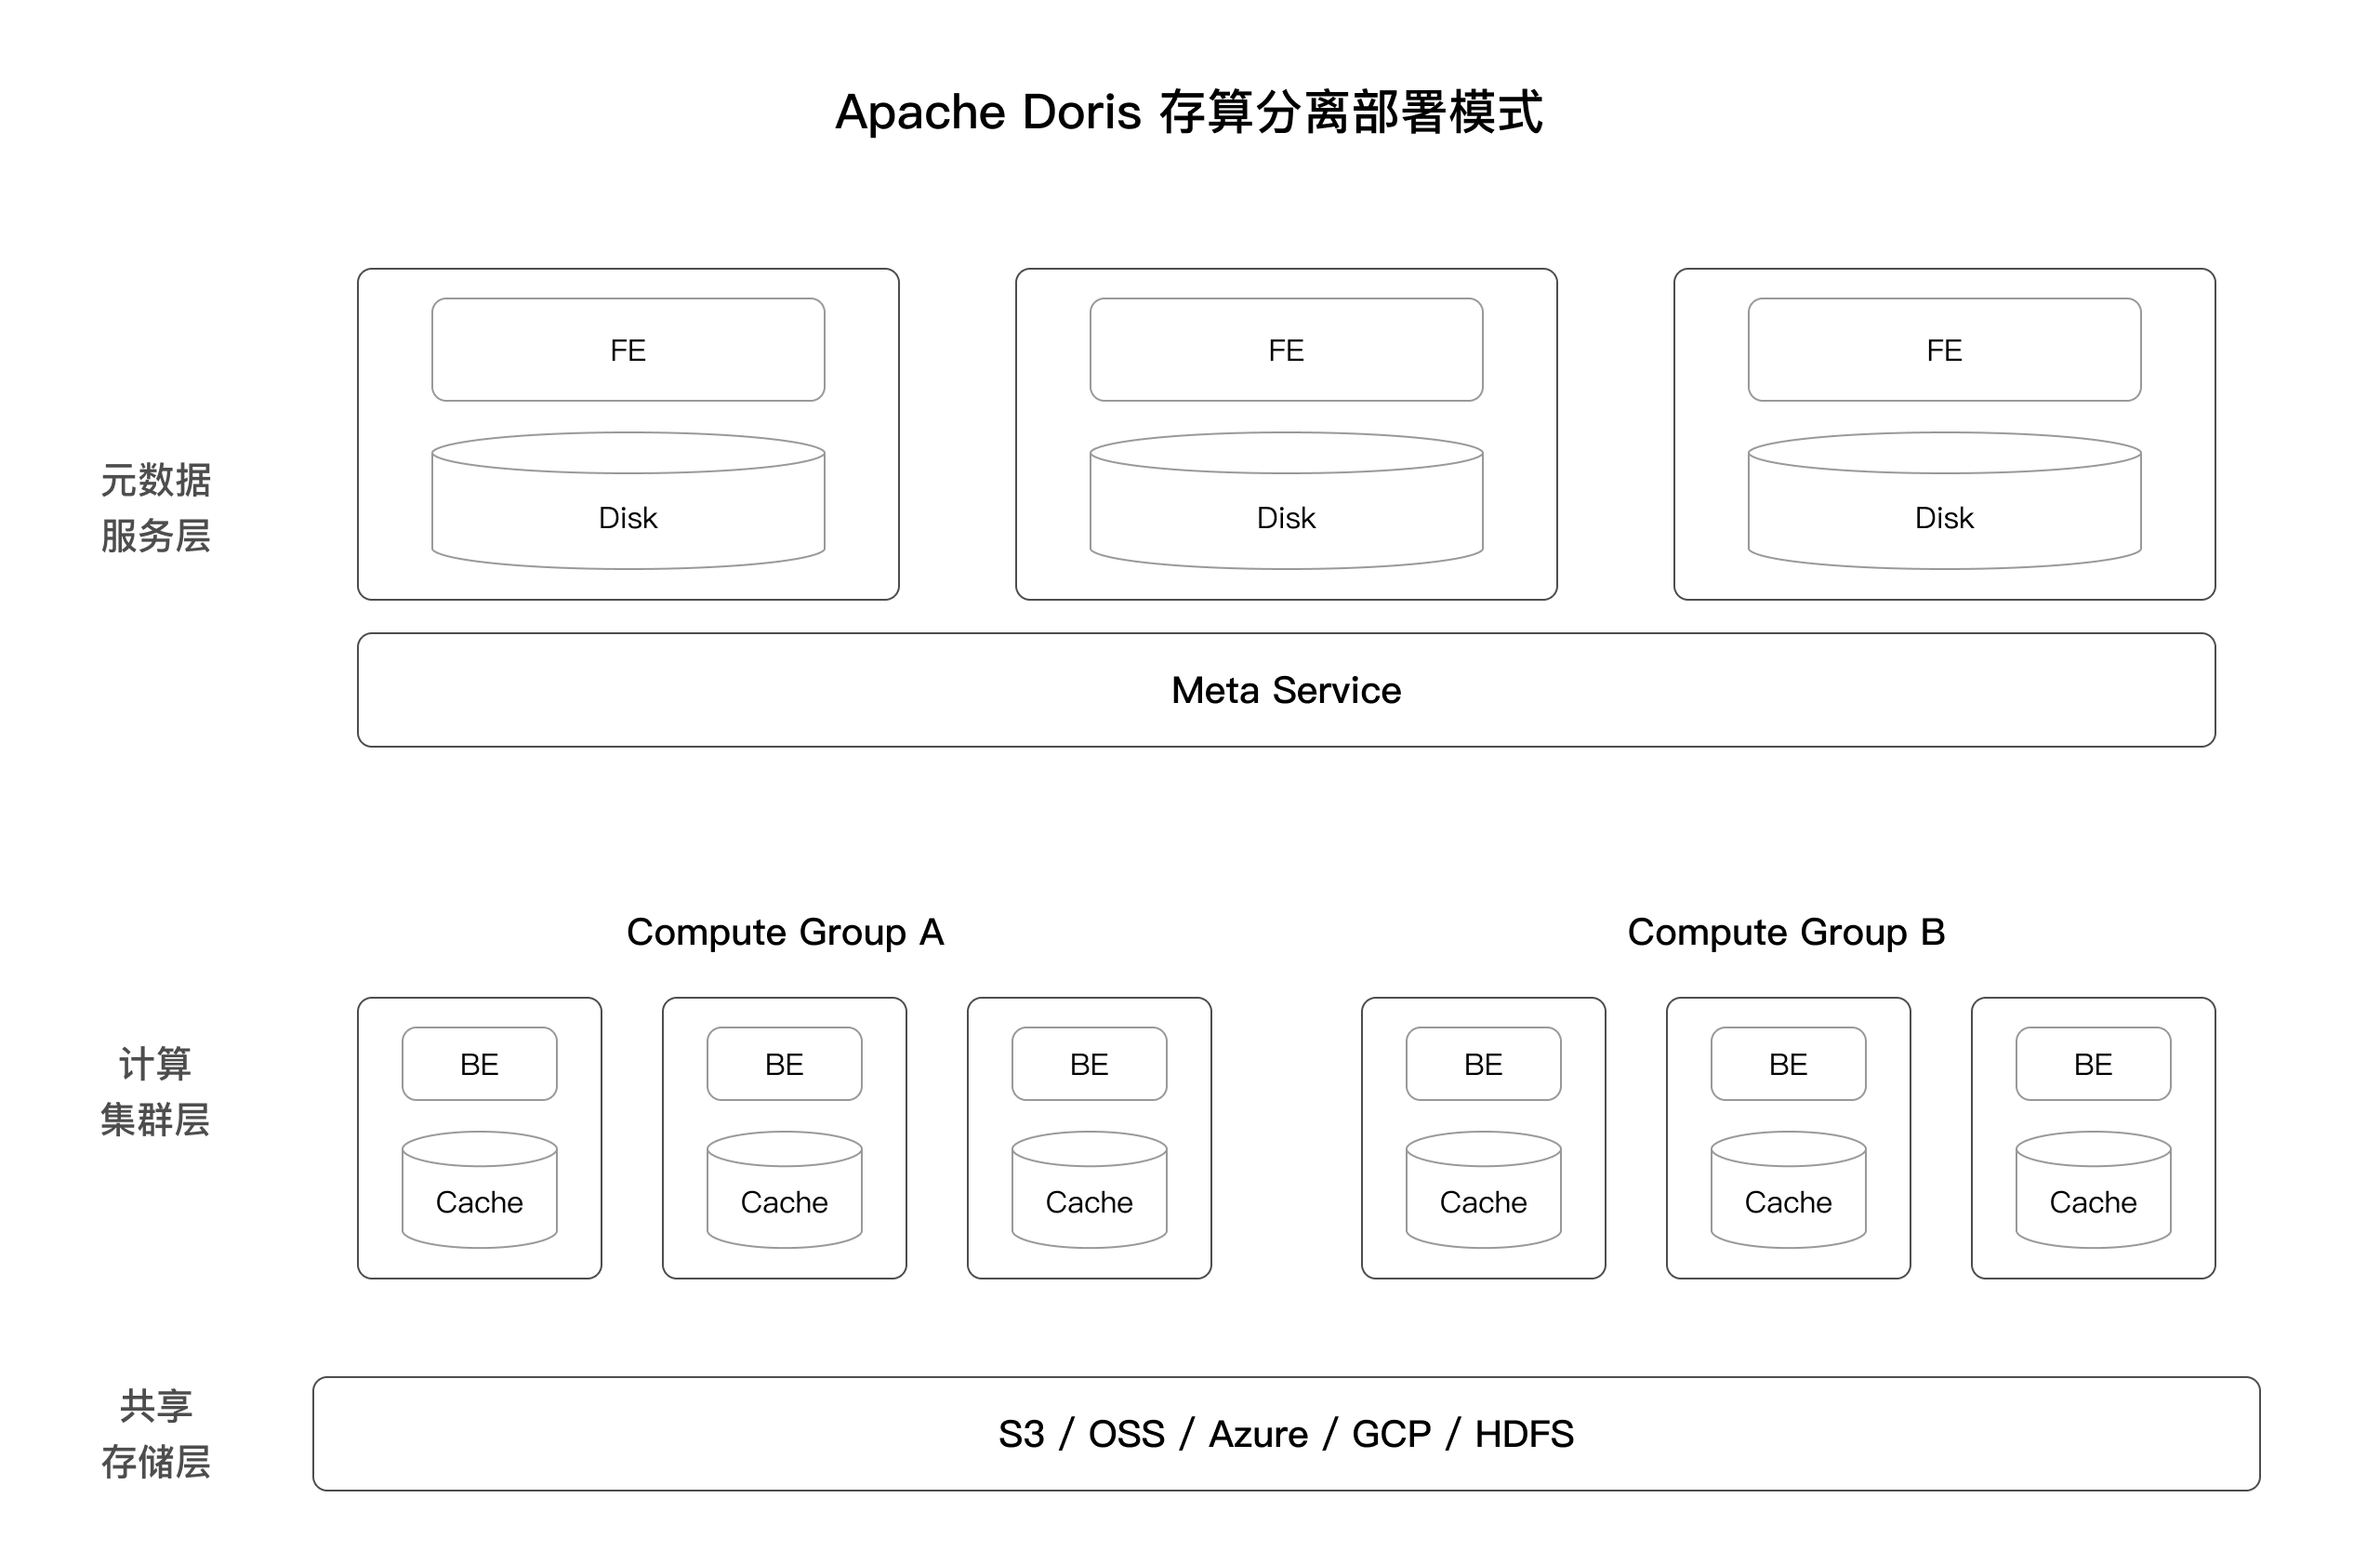 Apache Doris 存算分离部署模式
FE
FE
FE
元数据
服务层
Disk
Disk
Disk
Meta Service
Compute Group A
Compute Group B
计算
集群层
BE
BE
BE
BE
BE
BE
Cache
Cache
Cache
Cache
Cache
Cache
共享
存储层
S3 / OSS / Azure / GCP / HDFS